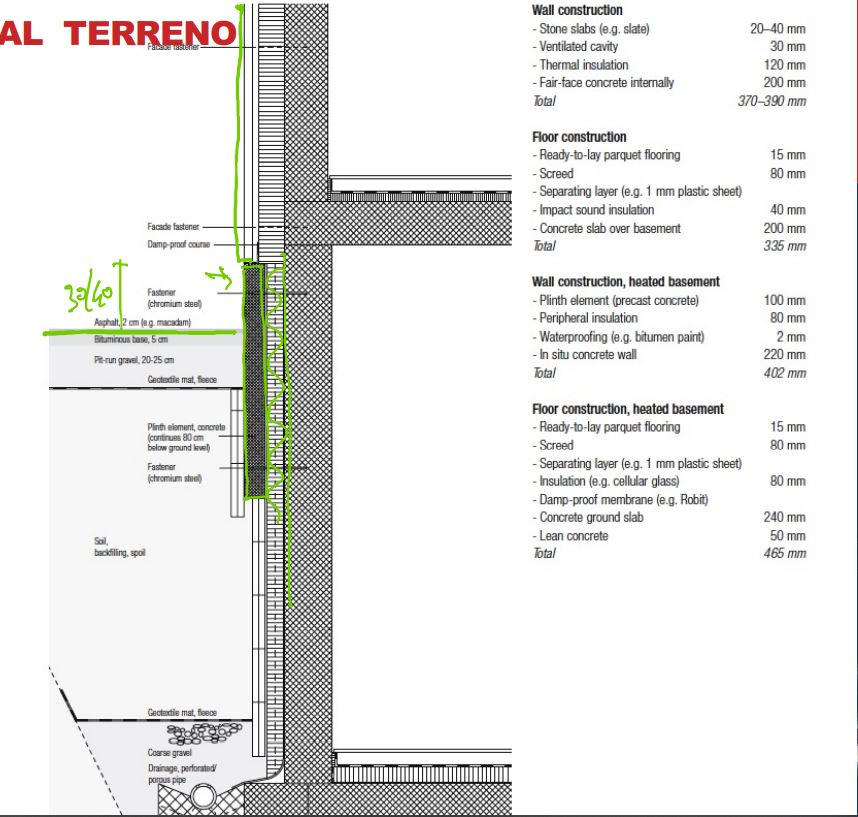 AL TERRENO
Facade fastener
Facade fastener
Damp-proof course
30/40
Fastener
(chromium steel)
Asphalt, 2 cm (e.g. macadam)
Bituminous base, 5 cm
Pit-run gravel, 20-25 cm
Geotextile mat, fleece
Plinth element, concrete
(continues 80 cm
below ground level)
Fastener
(chromium steel)
Soil,
backfilling, spoil
Geotextile mat, fleece
Coarse gravel
Drainage, perforated/
porous pipe
Wall construction
- Stone slabs (e.g. slate) 20–40 mm
- Ventilated cavity 30 mm
- Thermal insulation 120 mm
- Fair-face concrete internally 200 mm
Total 370–390 mm
Floor construction
- Ready-to-lay parquet flooring 15 mm
- Screed 80 mm
- Separating layer (e.g. 1 mm plastic sheet)
- Impact sound insulation 40 mm
- Concrete slab over basement 200 mm
Total 335 mm
Wall construction, heated basement
- Plinth element (precast concrete) 100 mm
- Peripheral insulation 80 mm
- Waterproofing (e.g. bitumen paint) 2 mm
- In situ concrete wall 220 mm
Total 402 mm
Floor construction, heated basement
- Ready-to-lay parquet flooring 15 mm
- Screed 80 mm
- Separating layer (e.g. 1 mm plastic sheet)
- Insulation (e.g. cellular glass) 80 mm
- Damp-proof membrane (e.g. Robit)
- Concrete ground slab 240 mm
- Lean concrete 50 mm
Total 465 mm